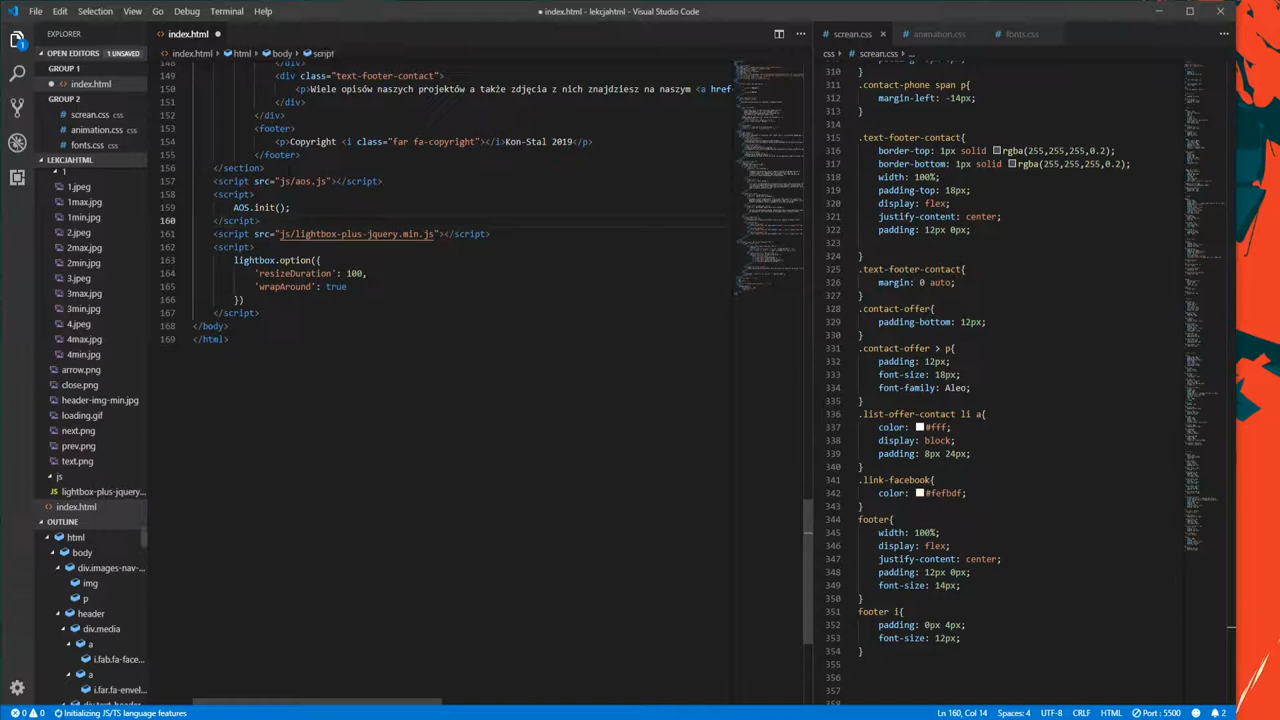 File Edit Selection View Go Debug Terminal Help
● index.html - lekcjahtml - Visual Studio Code
EXPLORER
OPEN EDITORS 1 UNSAVED
GROUP 1
index.html
GROUP 2
screan.css
animation.css
fonts.css
LEKCJAHTML
1
1.jpeg
1max.jpg
1min.jpg
2.jpeg
2max.jpg
2min.jpg
3.jpeg
3max.jpg
3min.jpg
4.jpeg
4max.jpg
4min.jpg
arrow.png
close.png
header-img-min.jpg
loading.gif
next.png
prev.png
text.png
js
lightbox-plus-jquery...
index.html
OUTLINE
html
body
div.images-nav-...
img
p
header
div.media
a
i.fab.fa-face...
a
i.far.fa-envel...
index.html
index.html > html > body > script
148 </div>
149 <div class="text-footer-contact">
150 <p>Wiele opisów naszych projektów a także zdjęcia z nich znajdziesz na naszym <a href
151 </div>
152 </div>
153 <footer>
154 <p>Copyright <i class="far fa-copyright"></i>Kon-Stal 2019</p>
155 </footer>
156 </section>
157 <script src="js/aos.js"></script>
158 <script>
159 AOS.init();
160 </script>
161 <script src="js/lightbox-plus-jquery.min.js"></script>
162 <script>
163 lightbox.option({
164 'resizeDuration': 100,
165 'wrapAround': true
166 })
167 </script>
168 </body>
169 </html>
screan.css animation.css fonts.css
css > screan.css > ...
310 }
311 .contact-phone span p{
312 margin-left: -14px;
313 }
314
315 .text-footer-contact{
316 border-top: 1px solid rgba(255,255,255,0.2);
317 border-bottom: 1px solid rgba(255,255,255,0.2);
318 width: 100%;
319 padding-top: 18px;
320 display: flex;
321 justify-content: center;
322 padding: 12px 0px;
323
324 }
325 .text-footer-contact{
326 margin: 0 auto;
327 }
328 .contact-offer{
329 padding-bottom: 12px;
330 }
331 .contact-offer > p{
332 padding: 12px;
333 font-size: 18px;
334 font-family: Aleo;
335 }
336 .list-offer-contact li a{
337 color: #fff;
338 display: block;
339 padding: 8px 24px;
340 }
341 .link-facebook{
342 color: #fefbdf;
343 }
344 footer{
345 width: 100%;
346 display: flex;
347 justify-content: center;
348 padding: 12px 0px;
349 font-size: 14px;
350 }
351 footer i{
352 padding: 0px 4px;
353 font-size: 12px;
354 }
355
356
357
0 0 Initializing JS/TS language features
Ln 160, Col 14 Spaces: 4 UTF-8 CRLF HTML Port : 5500 2